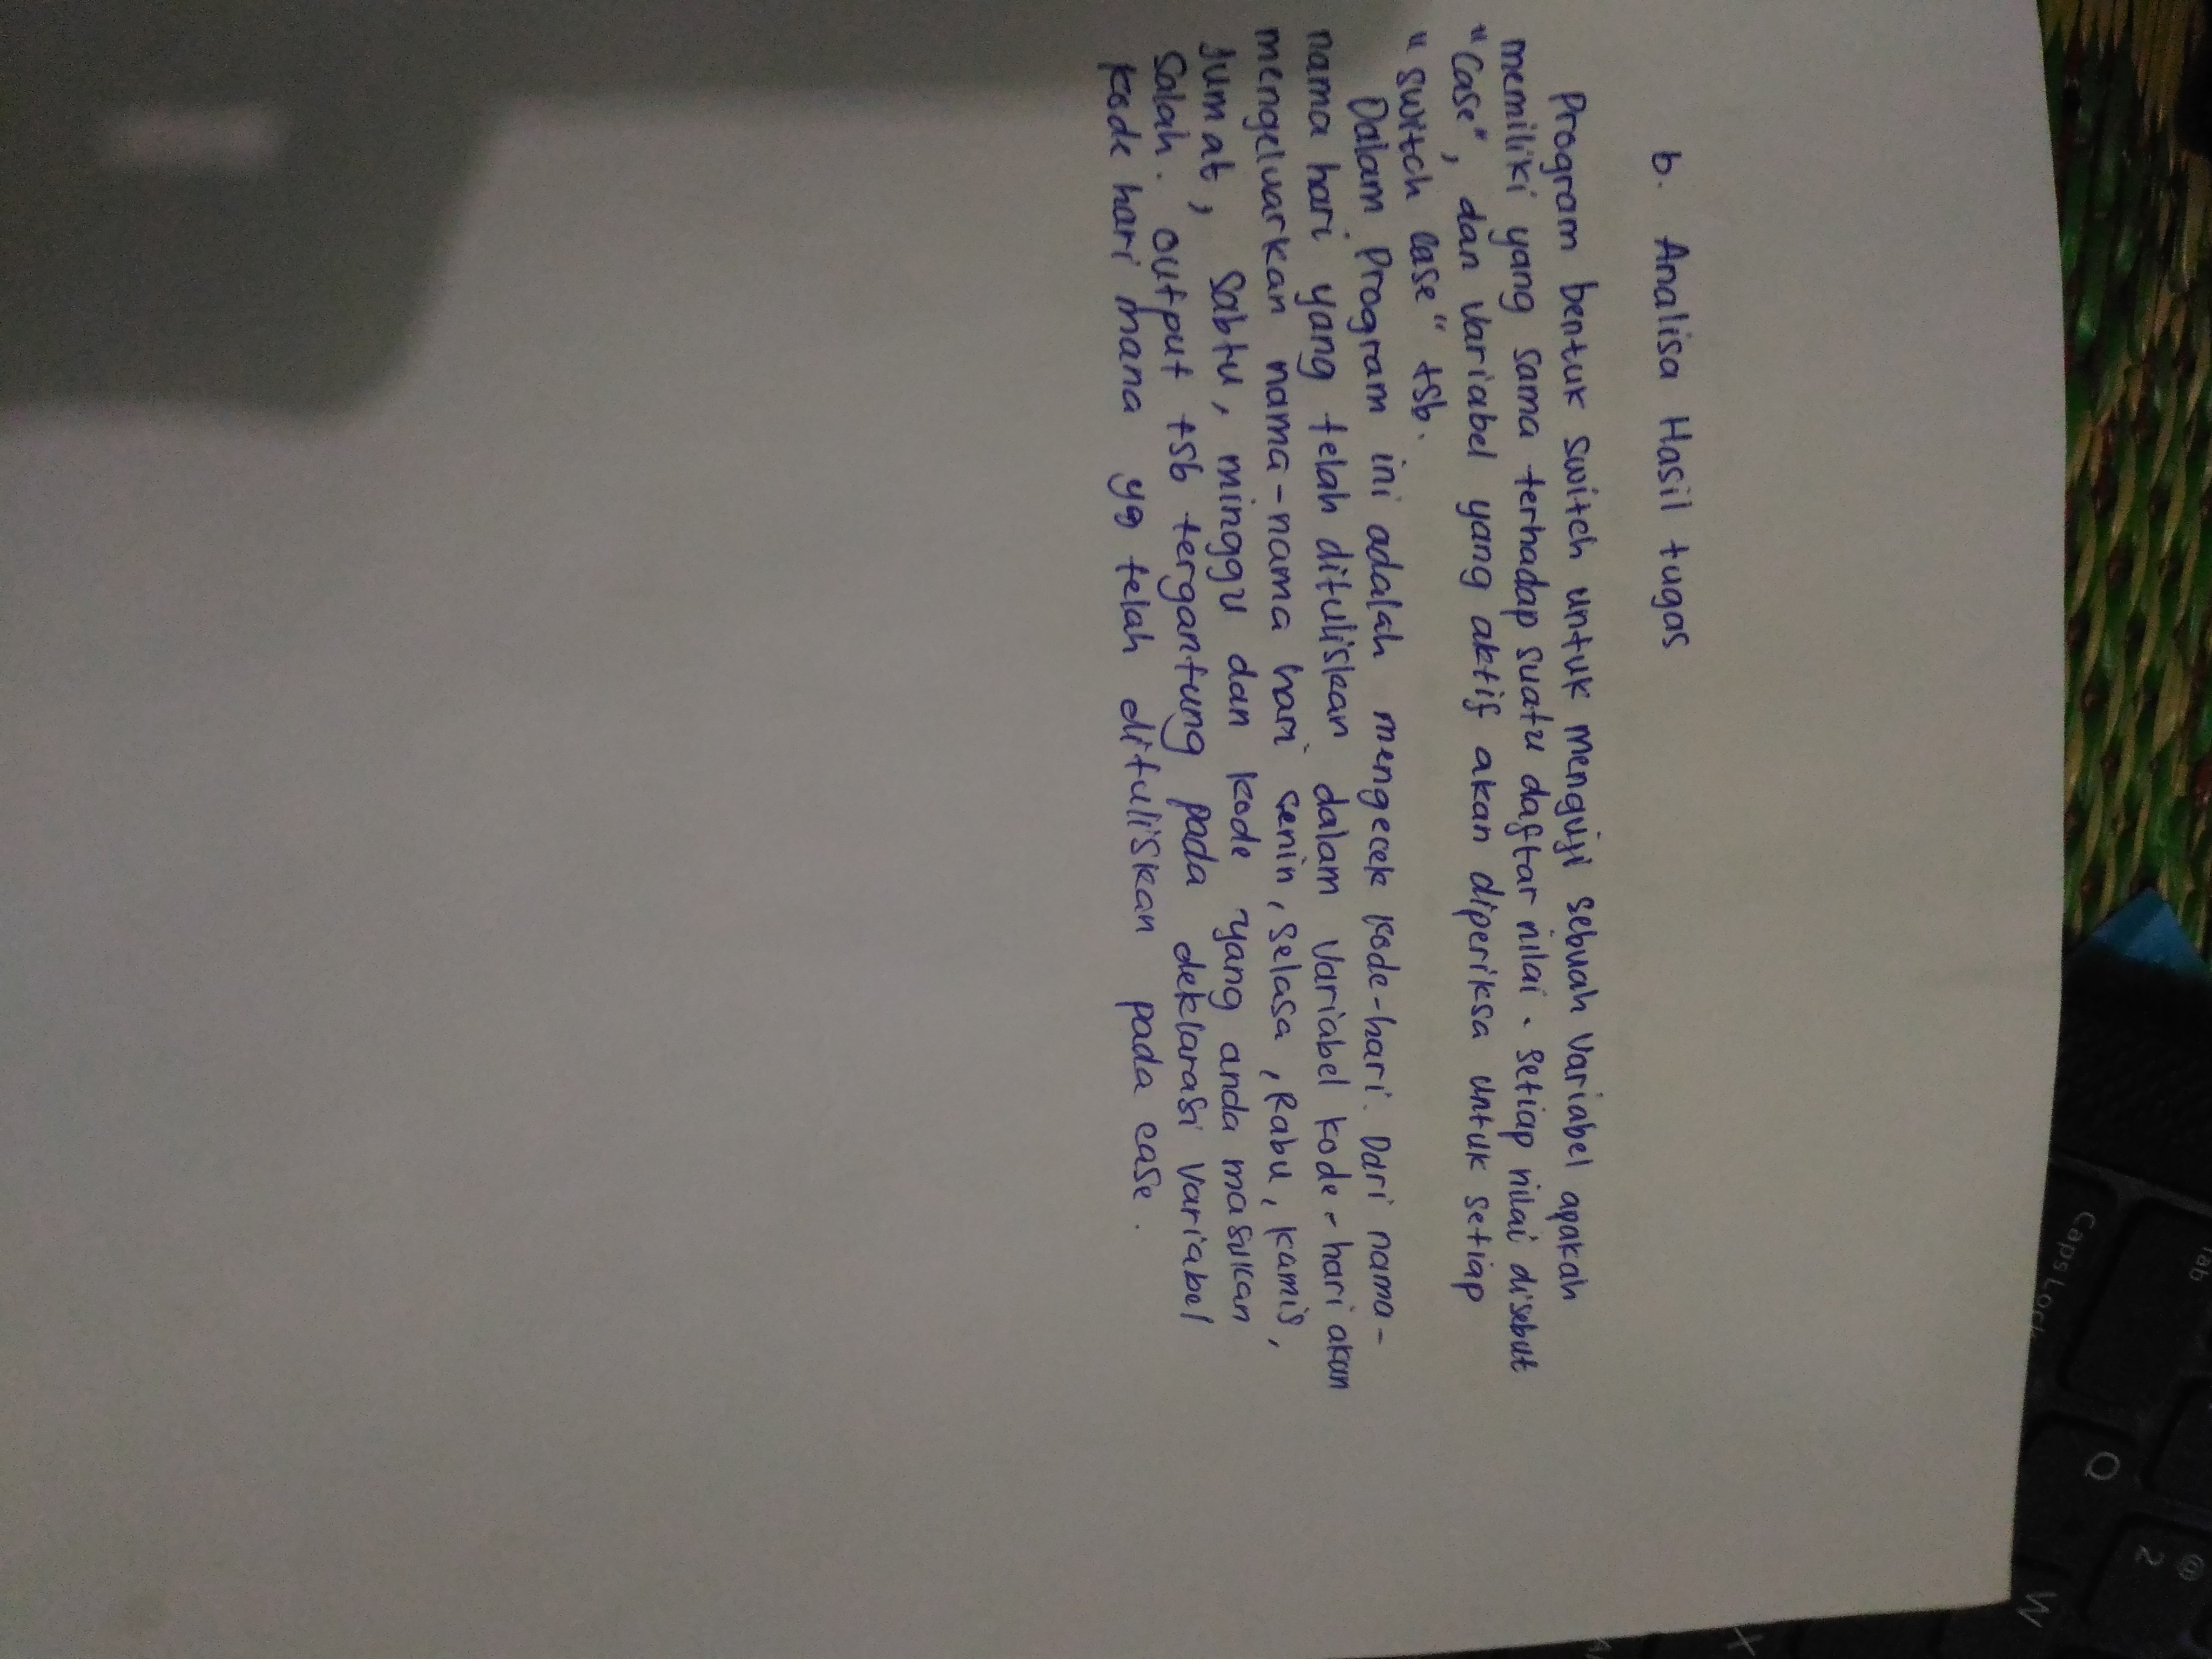 b. Analisa Hasil tugas
Program bentuk switch untuk menguji sebuah variabel apakah
memiliki yang sama terhadap suatu daftar nilai. Setiap nilai disebut
"Case", dan variabel yang aktif akan diperiksa untuk setiap
"switch case" tsb.
Dalam Program ini adalah mengecek kode-hari. Dari nama-
nama hari yang telah dituliskan dalam variabel kode-hari akan
mengeluarkan nama-nama hari senin, selasa, Rabu, kamis,
Jumat, Sabtu, minggu dan kode yang anda masukan
Salah. output tsb tergantung pada deklarasi variabel
kode hari mana yg telah dituliskan pada case.
Tab
Caps Lock
Q
@
2
W
X